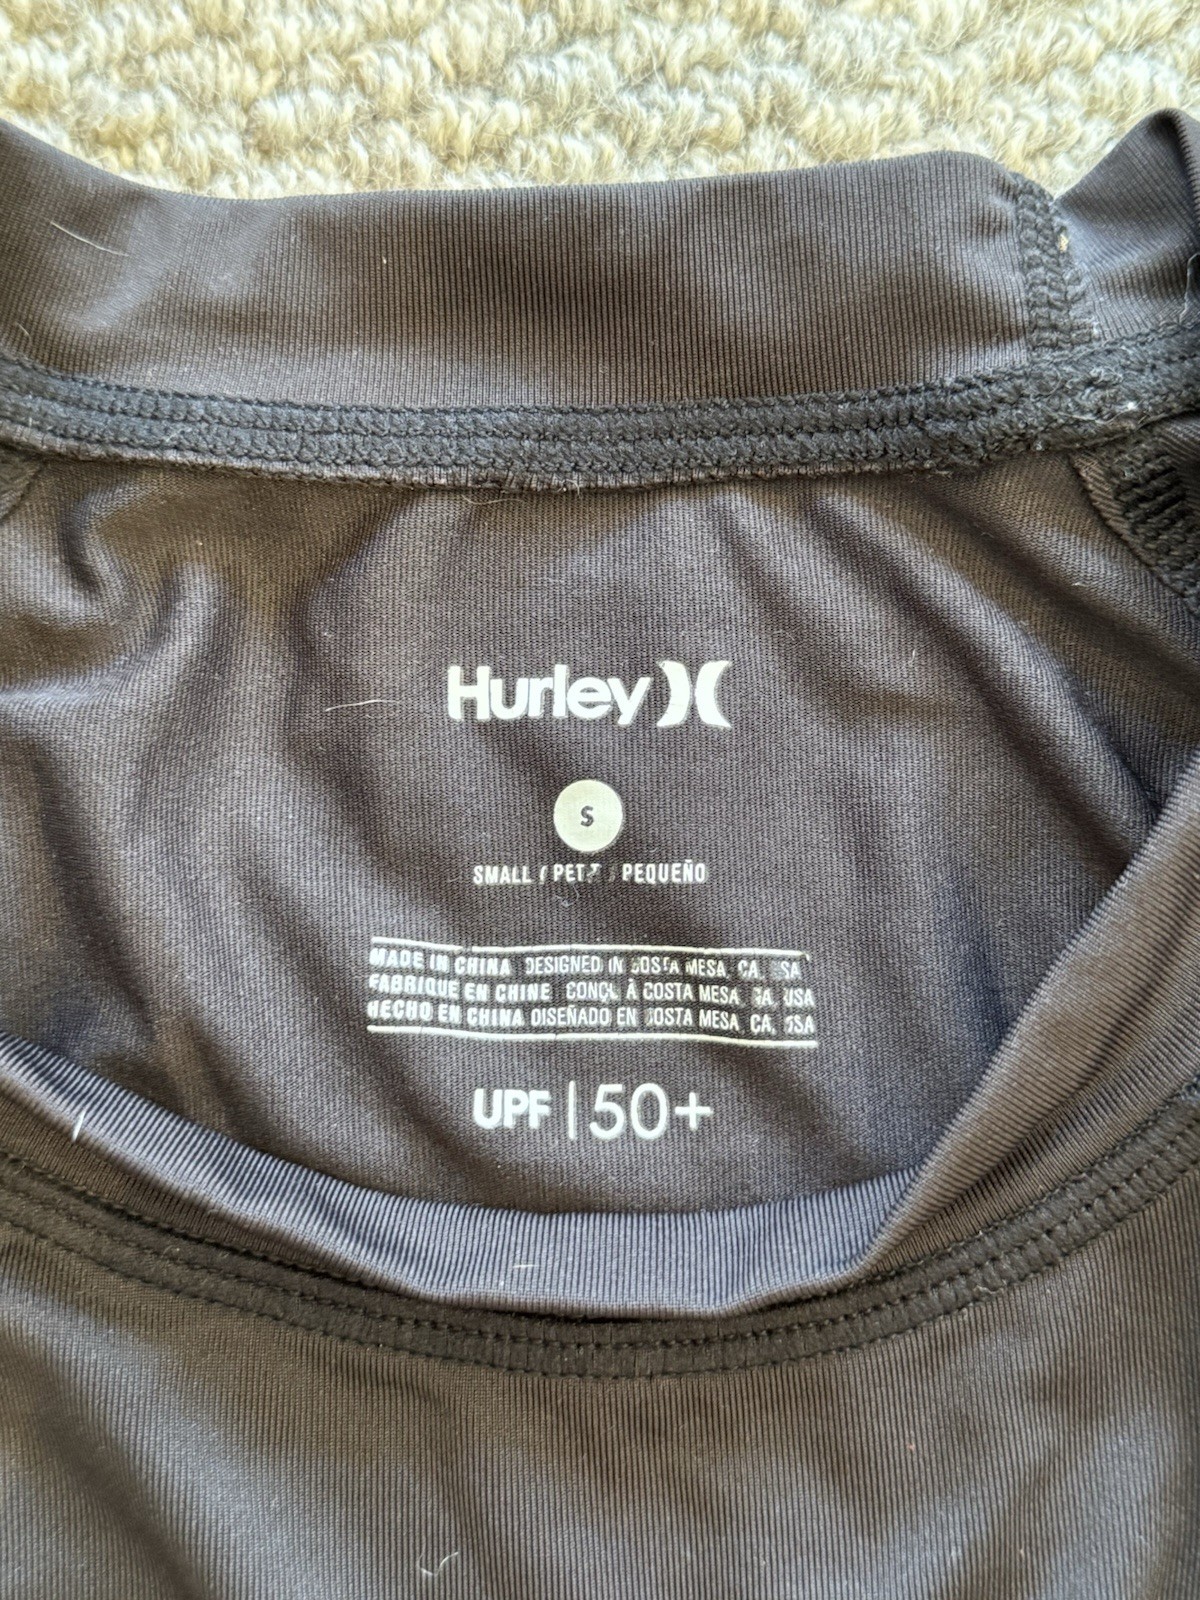 Hurley
S
SMALL / PETIT / PEQUEÑO
MADE IN CHINA DESIGNED IN COSTA MESA, CA, USA
FABRIQUE EN CHINE CONÇU À COSTA MESA, CA, USA
HECHO EN CHINA DISEÑADO EN COSTA MESA, CA, USA
UPF | 50+